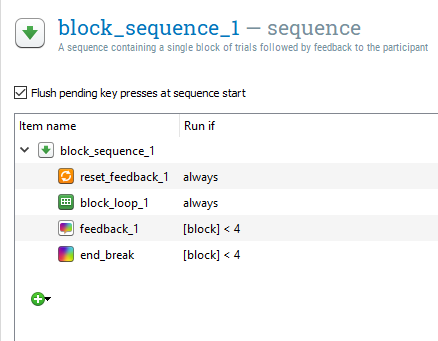 block_sequence_1 — sequence
A sequence containing a single block of trials followed by feedback to the participant
Flush pending key presses at sequence start
Item name Run if
block_sequence_1
reset_feedback_1 always
block_loop_1 always
feedback_1 [block] < 4
end_break [block] < 4